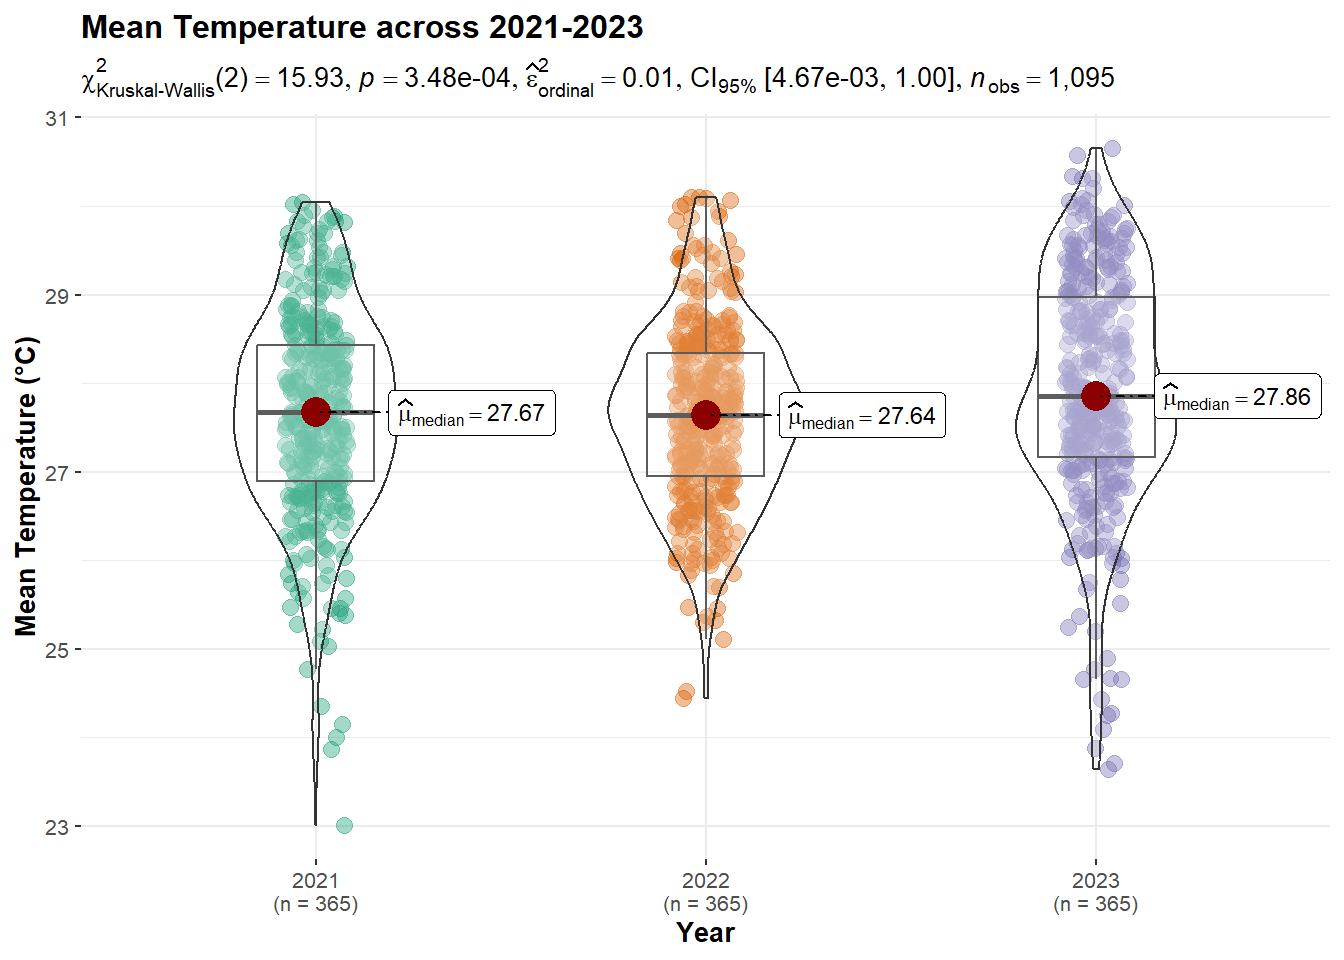 Mean Temperature across 2021-2023
χ²Kruskal-Wallis(2) = 15.93, p = 3.48e-04, ε̂²ordinal = 0.01, CI95% [4.67e-03, 1.00], nobs = 1,095
31
29
27
25
23
Mean Temperature (°C)
μ̂median = 27.67
μ̂median = 27.64
μ̂median = 27.86
2021
(n = 365)
2022
(n = 365)
2023
(n = 365)
Year